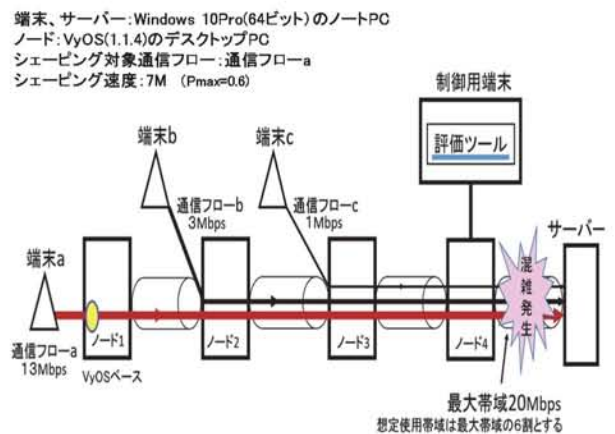 端末、サーバー:Windows 10Pro(64ビット)のノートPC
ノード:VyOS(1.1.4)のデスクトップPC
シェーピング対象通信フロー:通信フローa
シェーピング速度:7M (Pmax=0.6)
制御用端末
評価ツール
端末b
端末c
通信フローb
3Mbps
通信フローc
1Mbps
サーバー
端末a
混雑発生
ノード1
ノード2
ノード3
ノード4
通信フローa
13Mbps
VyOSベース
最大帯域20Mbps
想定使用帯域は最大帯域の6割とする